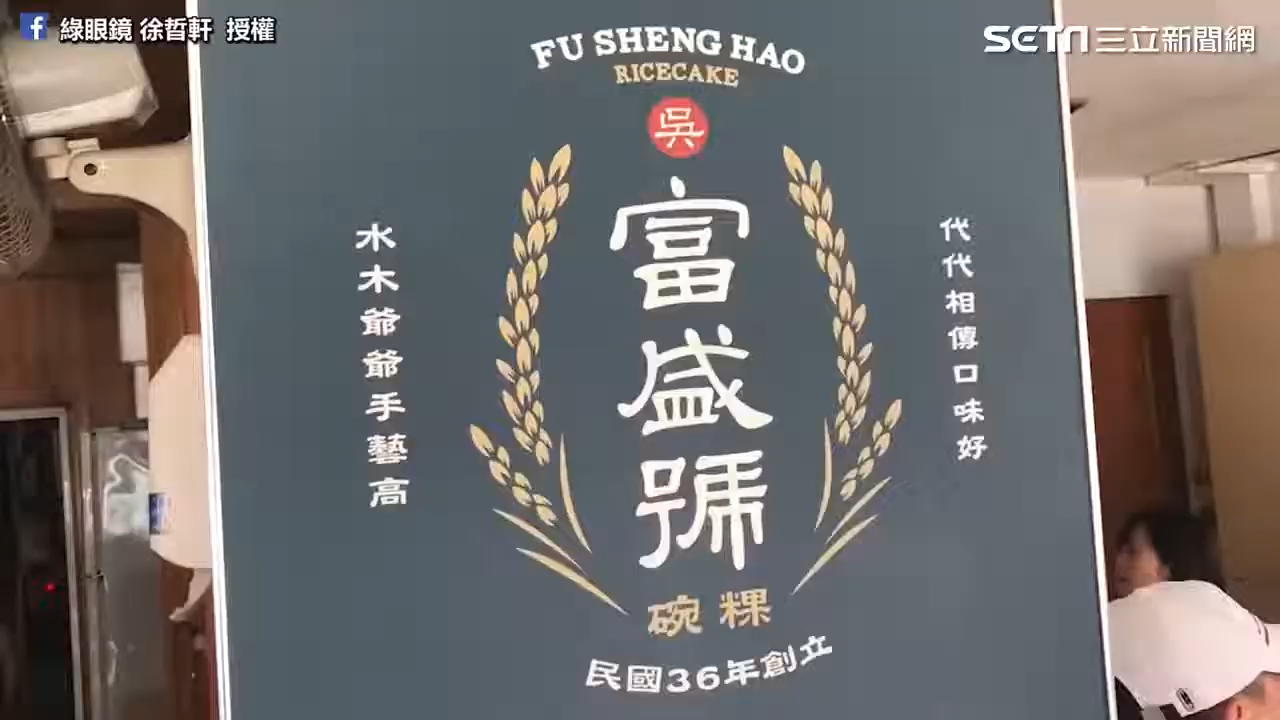 綠眼鏡 徐哲軒 授權
SETN三立新聞網
FU SHENG HAO
RICECAKE
吳
富盛號
代代相傳口味好
水木爺爺手藝高
碗粿
民國36年創立